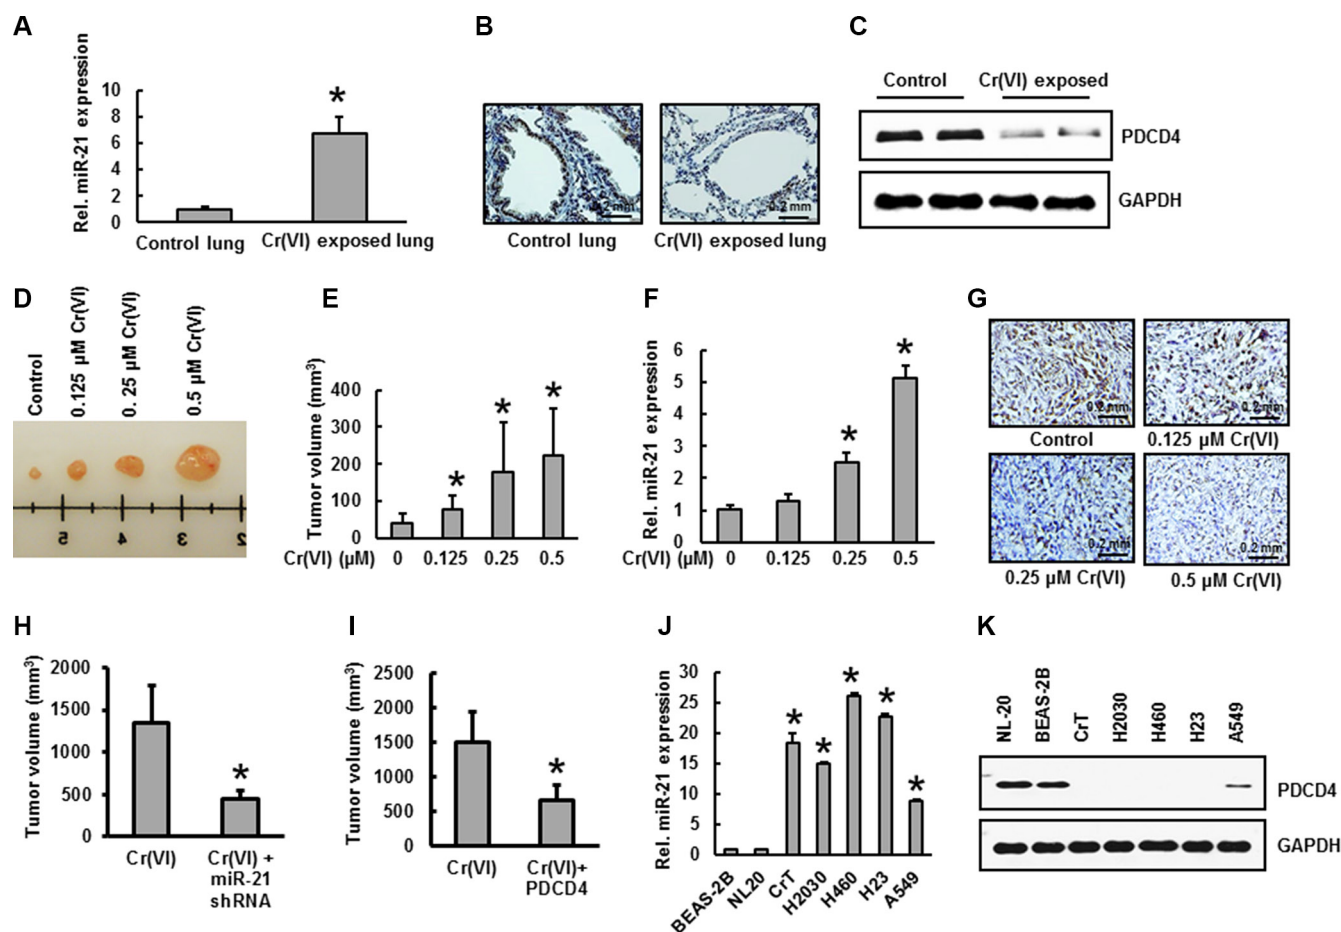 A
Rel. miR-21 expression
10
8
6
4
2
0
*
Control lung
Cr(VI) exposed lung
B
0.2 mm
0.2 mm
Control lung
Cr(VI) exposed lung
C
Control
Cr(VI) exposed
PDCD4
GAPDH
D
Control
0.125 µM Cr(VI)
0. 25 µM Cr(VI)
0.5 µM Cr(VI)
5
4
3
2
E
Tumor volume (mm³)
400
300
200
100
0
*
*
*
Cr(VI) (µM)
0
0.125
0.25
0.5
F
Rel. miR-21 expression
6
5
4
3
2
1
0
*
*
Cr(VI) (µM)
0
0.125
0.25
0.5
G
0.2 mm
0.2 mm
Control
0.125 µM Cr(VI)
0.2 mm
0.2 mm
0.25 µM Cr(VI)
0.5 µM Cr(VI)
H
Tumor volume (mm³)
2000
1500
1000
500
0
*
Cr(VI)
Cr(VI) +
miR-21
shRNA
I
Tumor volume (mm³)
2500
2000
1500
1000
500
0
*
Cr(VI)
Cr(VI)+
PDCD4
J
Rel. miR-21 expression
30
25
20
15
10
5
0
*
*
*
*
*
BEAS-2B
NL20
CrT
H2030
H460
H23
A549
K
NL-20
BEAS-2B
CrT
H2030
H460
H23
A549
PDCD4
GAPDH